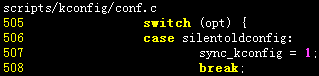 scripts/kconfig/conf.c
505 switch (opt) {
506 case silentoldconfig:
507 sync_kconfig = 1;
508 break;